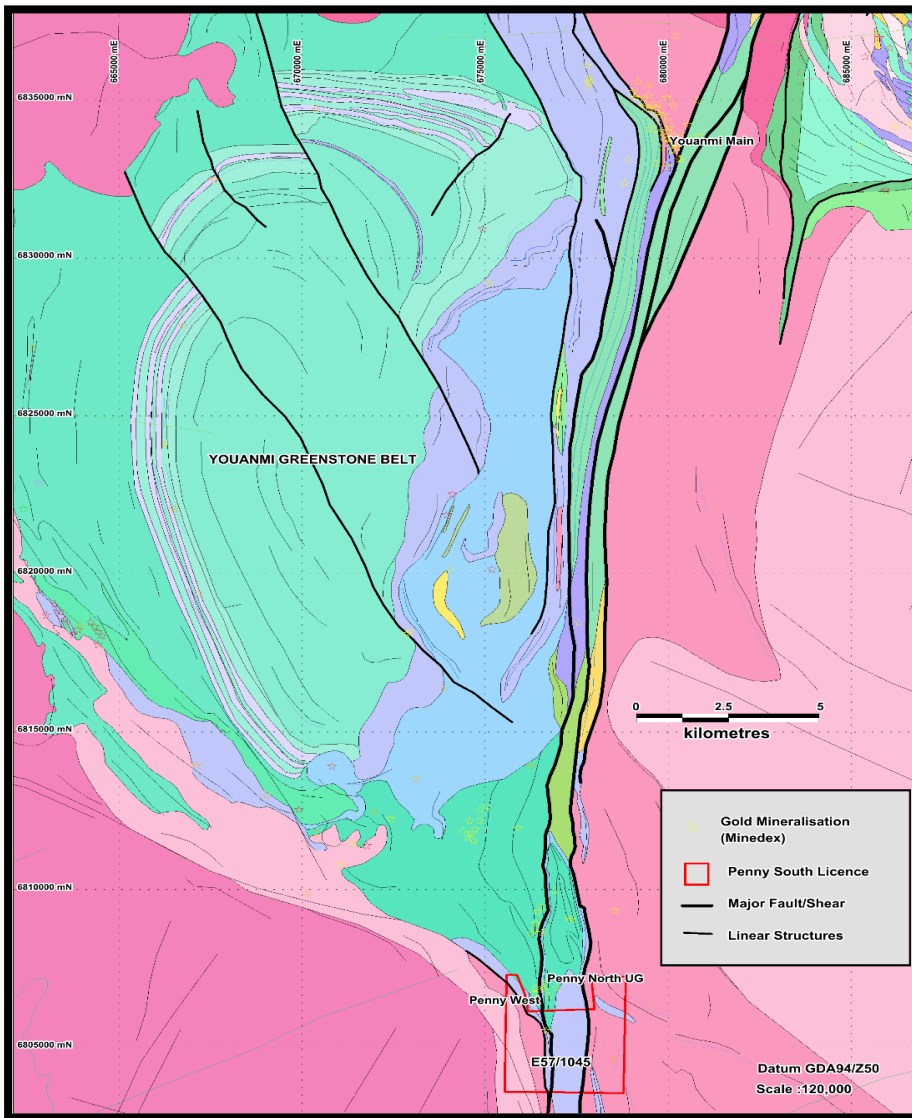 665000 mE
670000 mE
675000 mE
680000 mE
685000 mE
6835000 mN
Youanmi Main
6830000 mN
6825000 mN
YOUANMI GREENSTONE BELT
6820000 mN
6815000 mN
0 2.5 5
kilometres
Gold Mineralisation
(Minedex)
Penny South Licence
Major Fault/Shear
Linear Structures
6810000 mN
Penny North UG
Penny West
6805000 mN
E57/1045
Datum GDA94/Z50
Scale :120,000